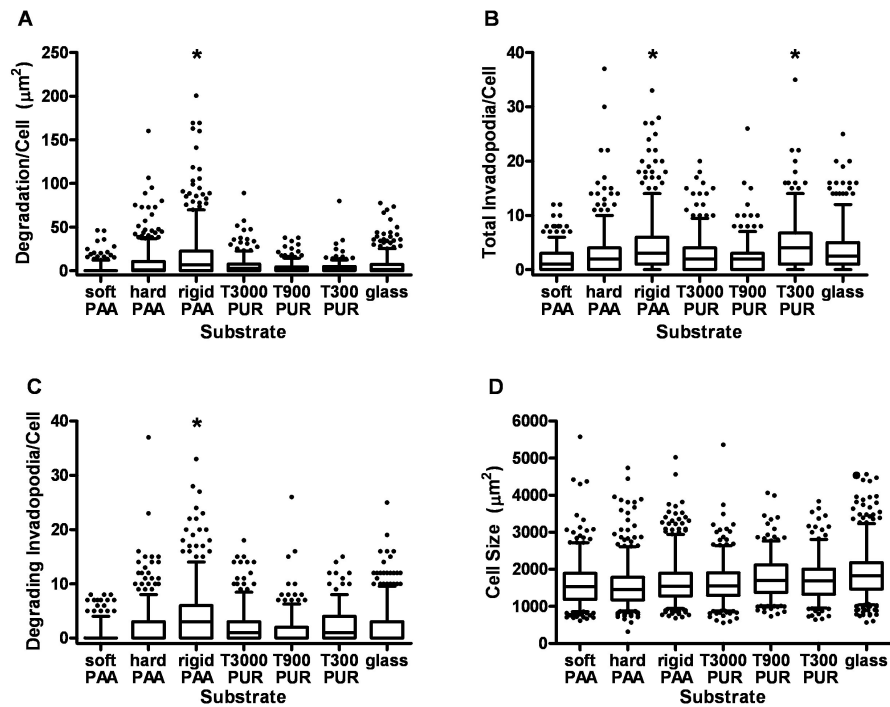 A
Degradation/Cell (μm²)
250
200
150
100
50
0
*
soft PAA
hard PAA
rigid PAA
T3000 PUR
T900 PUR
T300 PUR
glass
Substrate
B
Total Invadopodia/Cell
40
30
20
10
0
*
*
soft PAA
hard PAA
rigid PAA
T3000 PUR
T900 PUR
T300 PUR
glass
Substrate
C
Degrading Invadopodia/Cell
40
30
20
10
0
*
soft PAA
hard PAA
rigid PAA
T3000 PUR
T900 PUR
T300 PUR
glass
Substrate
D
Cell Size (μm²)
6000
5000
4000
3000
2000
1000
0
soft PAA
hard PAA
rigid PAA
T3000 PUR
T900 PUR
T300 PUR
glass
Substrate